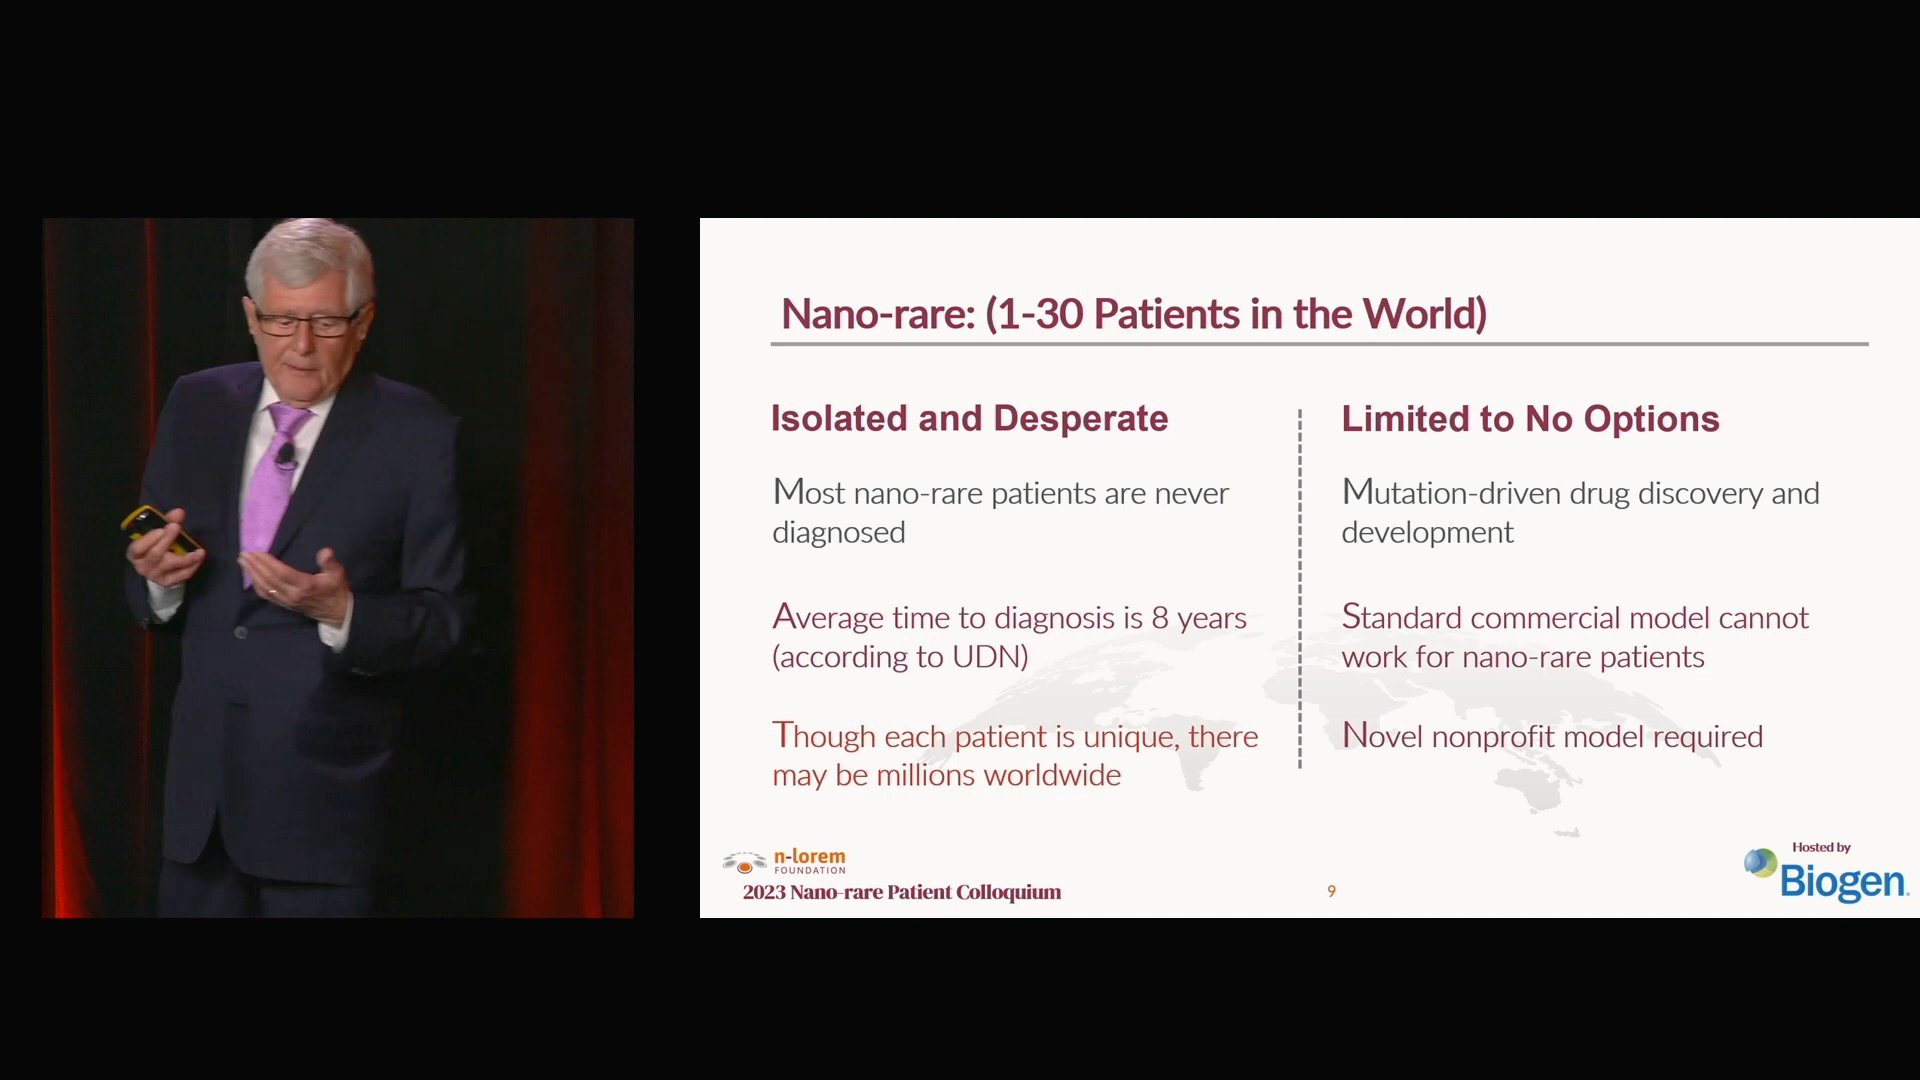 Nano-rare: (1-30 Patients in the World)
Isolated and Desperate
Most nano-rare patients are never
diagnosed
Average time to diagnosis is 8 years
(according to UDN)
Though each patient is unique, there
may be millions worldwide
Limited to No Options
Mutation-driven drug discovery and
development
Standard commercial model cannot
work for nano-rare patients
Novel nonprofit model required
n-lorem
FOUNDATION
2023 Nano-rare Patient Colloquium
9
Hosted by
Biogen.